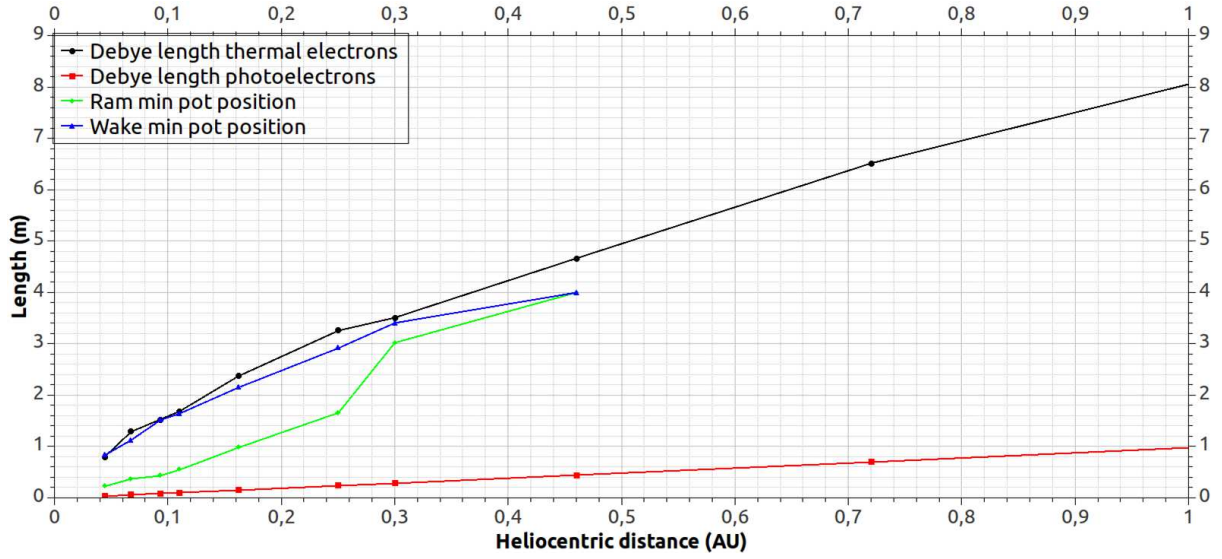 0 0,1 0,2 0,3 0,4 0,5 0,6 0,7 0,8 0,9 1
9 9
Debye length thermal electrons
8 8
Debye length photoelectrons
Ram min pot position
Wake min pot position
7 7
6 6
5 5
4 4
3 3
2 2
1 1
0 0
Length (m)
0 0,1 0,2 0,3 0,4 0,5 0,6 0,7 0,8 0,9 1
Heliocentric distance (AU)